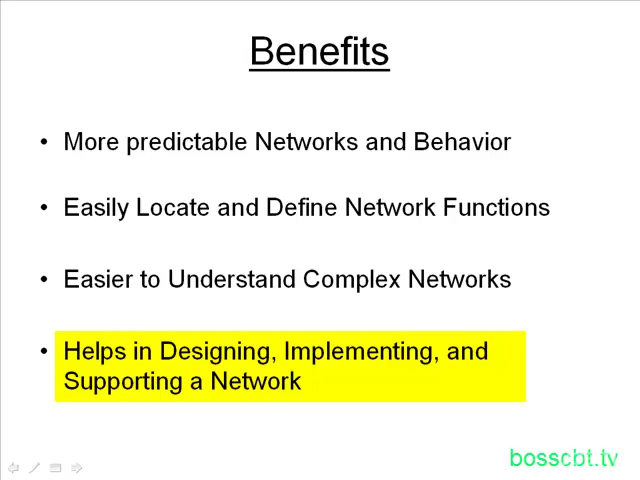 Benefits
• More predictable Networks and Behavior
• Easily Locate and Define Network Functions
• Easier to Understand Complex Networks
• Helps in Designing, Implementing, and
Supporting a Network
bosscbt.tv